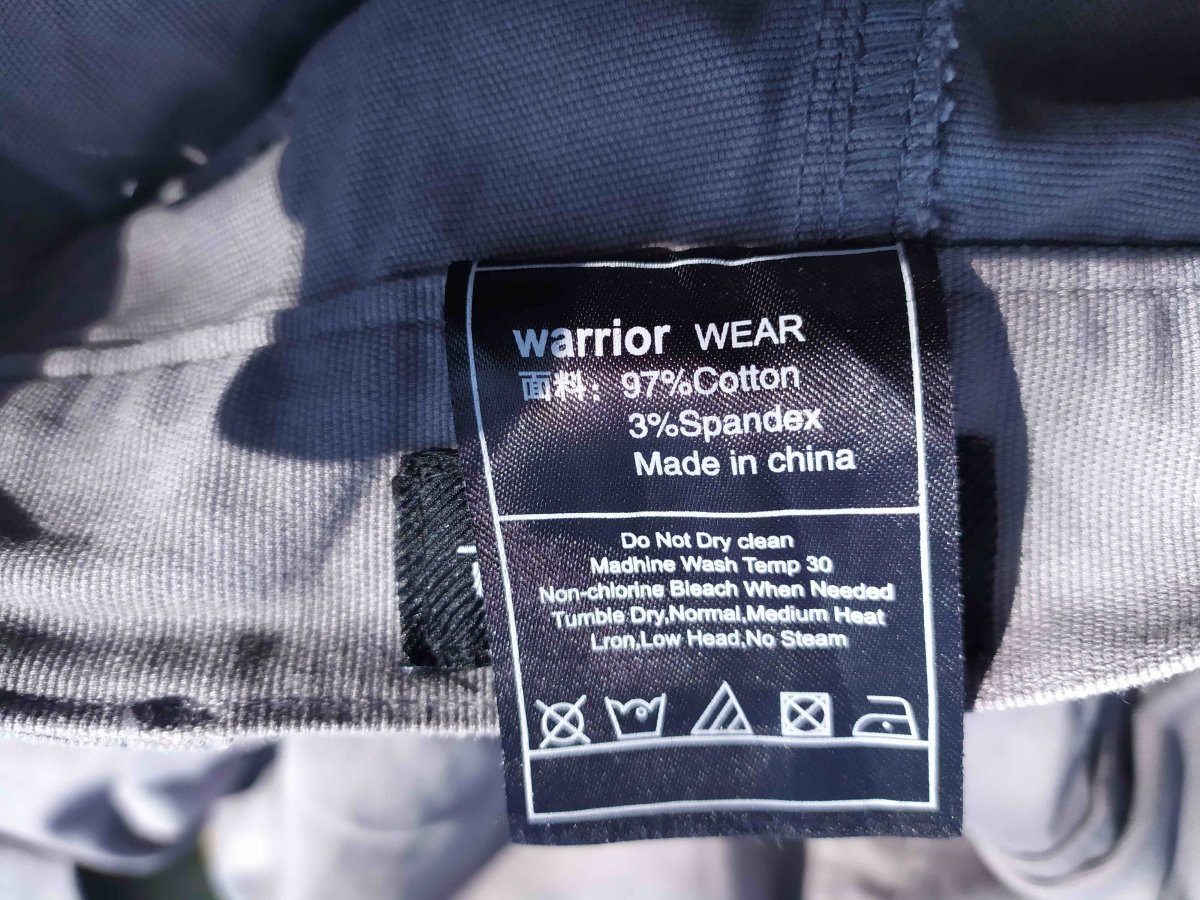 warrior WEAR
面料：97%Cotton
3%Spandex
Made in china
Do Not Dry clean
Madhine Wash Temp 30
Non-chlorine Bleach When Needed
Tumble Dry,Normal,Medium Heat
Lron,Low Head,No Steam